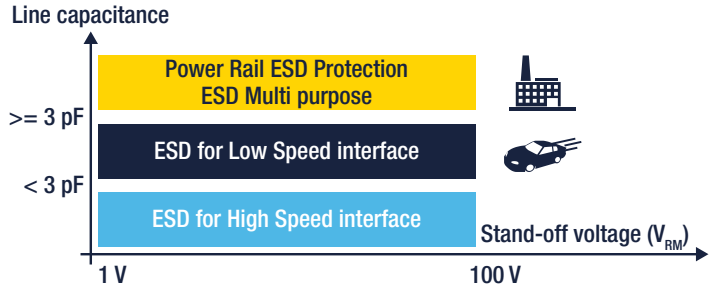 Line capacitance
Power Rail ESD Protection
ESD Multi purpose
>= 3 pF
ESD for Low Speed interface
< 3 pF
ESD for High Speed interface
Stand-off voltage (VRM)
1 V
100 V